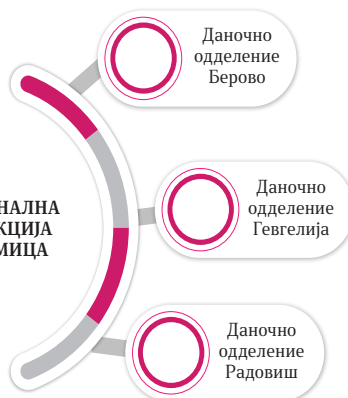 Даночно
одделение
Берово
НАЛНА
КЦИЈА
МИЦА
Даночно
одделение
Гевгелија
Даночно
одделение
Радовиш